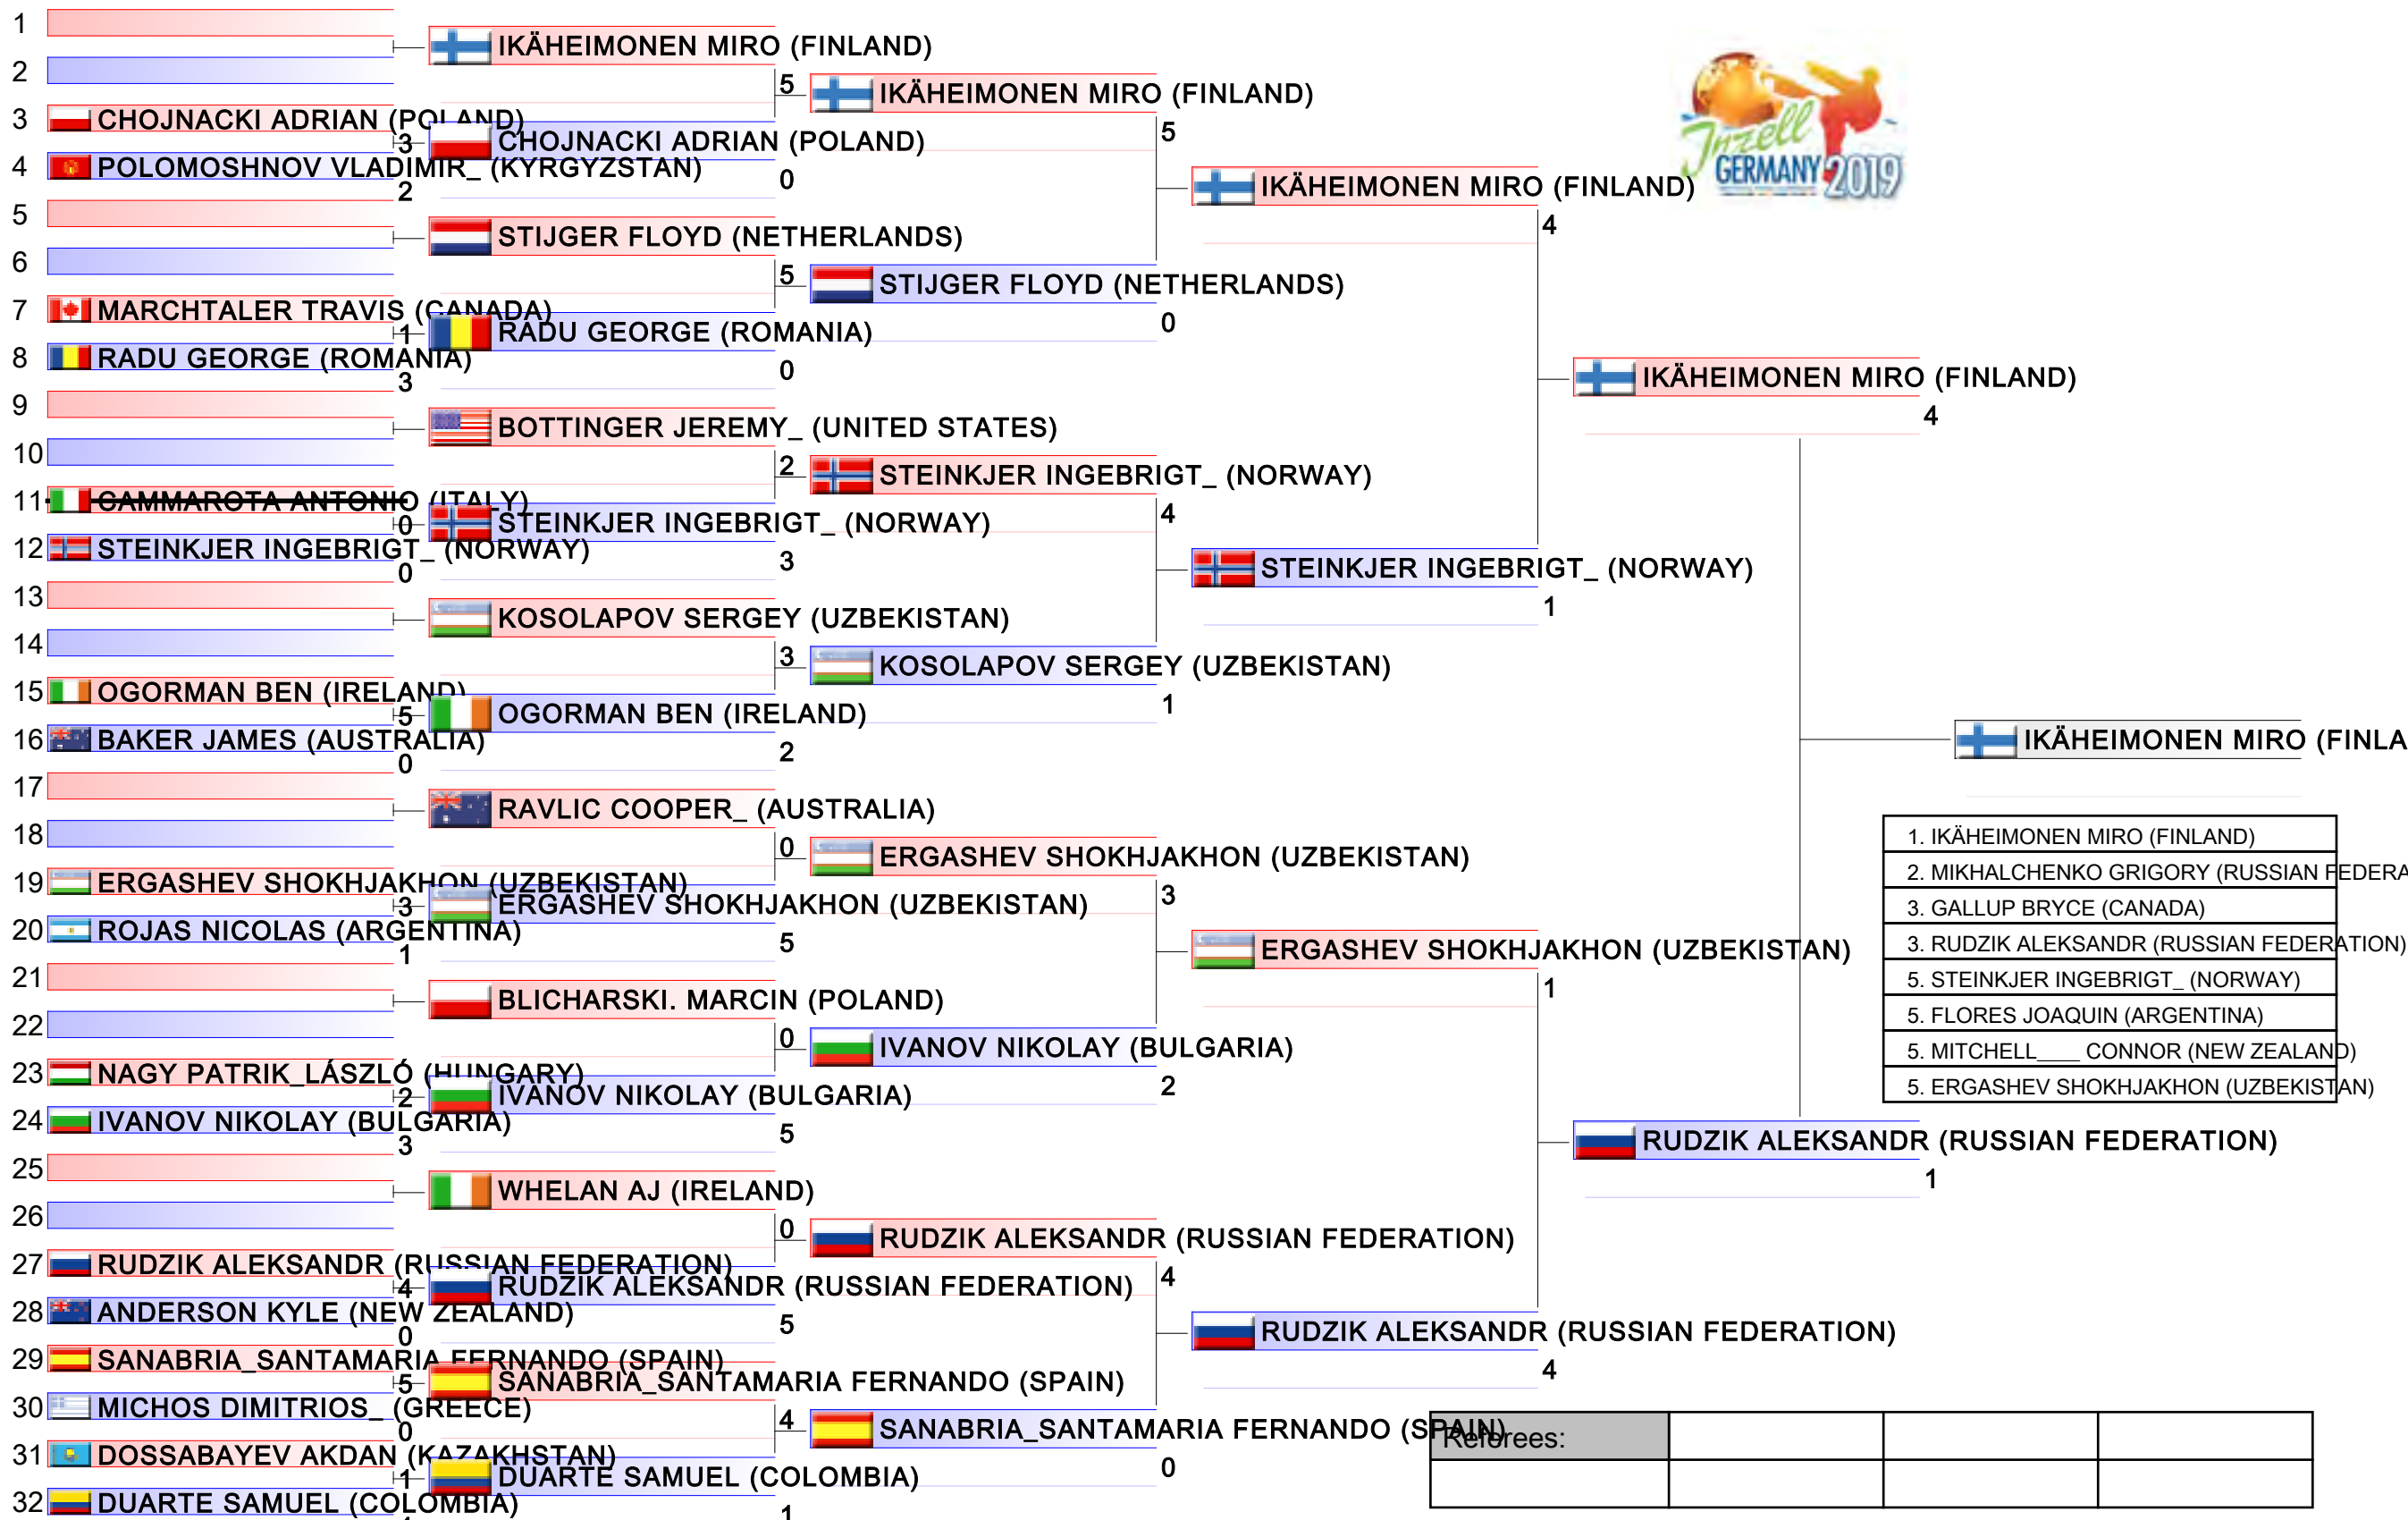 1
2
3 CHOJNACKI ADRIAN (POLAND)
3
4 POLOMOSHNOV VLADIMIR_ (KYRGYZSTAN)
2
5
6
7 MARCHTALER TRAVIS (CANADA)
1
8 RADU GEORGE (ROMANIA)
3
9
10
11 CAMMAROTA ANTONIO (ITALY)
0
12 STEINKJER INGEBRIGT_ (NORWAY)
0
13
14
15 OGORMAN BEN (IRELAND)
5
16 BAKER JAMES (AUSTRALIA)
0
17
18
19 ERGASHEV SHOKHJAKHON (UZBEKISTAN)
3
20 ROJAS NICOLAS (ARGENTINA)
1
21
22
23 NAGY PATRIK_LÁSZLÓ (HUNGARY)
2
24 IVANOV NIKOLAY (BULGARIA)
3
25
26
27 RUDZIK ALEKSANDR (RUSSIAN FEDERATION)
4
28 ANDERSON KYLE (NEW ZEALAND)
0
29 SANABRIA_SANTAMARIA FERNANDO (SPAIN)
5
30 MICHOS DIMITRIOS_ (GREECE)
0
31 DOSSABAYEV AKDAN (KAZAKHSTAN)
1
32 DUARTE SAMUEL (COLOMBIA)
IKÄHEIMONEN MIRO (FINLAND)
5
CHOJNACKI ADRIAN (POLAND)
0
STIJGER FLOYD (NETHERLANDS)
5
RADU GEORGE (ROMANIA)
0
BOTTINGER JEREMY_ (UNITED STATES)
2
STEINKJER INGEBRIGT_ (NORWAY)
3
KOSOLAPOV SERGEY (UZBEKISTAN)
3
OGORMAN BEN (IRELAND)
2
RAVLIC COOPER_ (AUSTRALIA)
0
ERGASHEV SHOKHJAKHON (UZBEKISTAN)
5
BLICHARSKI. MARCIN (POLAND)
0
IVANOV NIKOLAY (BULGARIA)
5
WHELAN AJ (IRELAND)
0
RUDZIK ALEKSANDR (RUSSIAN FEDERATION)
5
SANABRIA_SANTAMARIA FERNANDO (SPAIN)
4
DUARTE SAMUEL (COLOMBIA)
1
IKÄHEIMONEN MIRO (FINLAND)
5
STIJGER FLOYD (NETHERLANDS)
0
STEINKJER INGEBRIGT_ (NORWAY)
4
KOSOLAPOV SERGEY (UZBEKISTAN)
1
ERGASHEV SHOKHJAKHON (UZBEKISTAN)
3
IVANOV NIKOLAY (BULGARIA)
2
RUDZIK ALEKSANDR (RUSSIAN FEDERATION)
4
SANABRIA_SANTAMARIA FERNANDO (SPAIN)
0
IKÄHEIMONEN MIRO (FINLAND)
4
STEINKJER INGEBRIGT_ (NORWAY)
1
ERGASHEV SHOKHJAKHON (UZBEKISTAN)
1
RUDZIK ALEKSANDR (RUSSIAN FEDERATION)
4
IKÄHEIMONEN MIRO (FINLAND)
4
RUDZIK ALEKSANDR (RUSSIAN FEDERATION)
1
Inzell
GERMANY 2019
IKÄHEIMONEN MIRO (FINLA
1. IKÄHEIMONEN MIRO (FINLAND)
2. MIKHALCHENKO GRIGORY (RUSSIAN FEDERA
3. GALLUP BRYCE (CANADA)
3. RUDZIK ALEKSANDR (RUSSIAN FEDERATION)
5. STEINKJER INGEBRIGT_ (NORWAY)
5. FLORES JOAQUIN (ARGENTINA)
5. MITCHELL____ CONNOR (NEW ZEALAND)
5. ERGASHEV SHOKHJAKHON (UZBEKISTAN)
Referees: